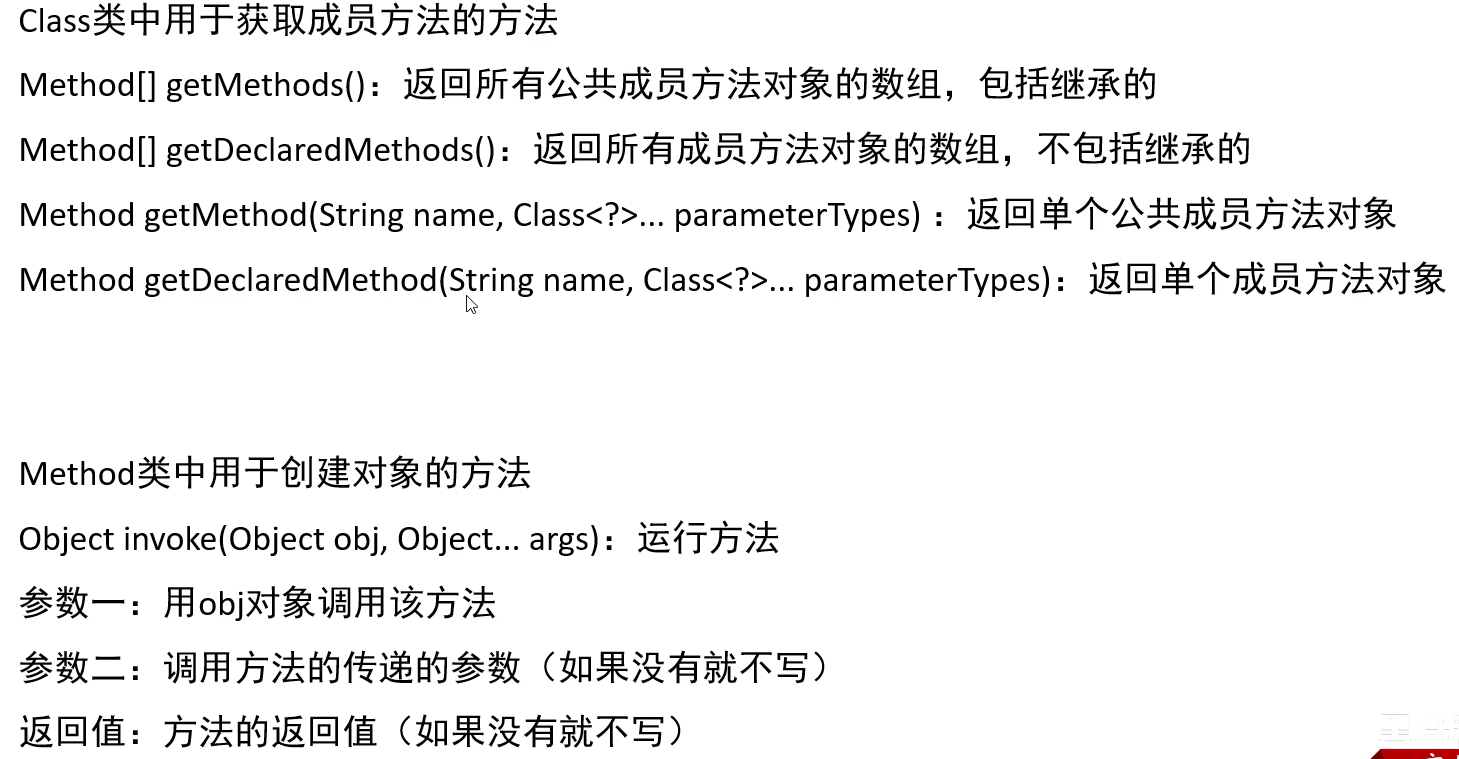 Class类中用于获取成员方法的方法
Method[] getMethods()：返回所有公共成员方法对象的数组，包括继承的
Method[] getDeclaredMethods()：返回所有成员方法对象的数组，不包括继承的
Method getMethod(String name, Class<?>... parameterTypes) ：返回单个公共成员方法对象
Method getDeclaredMethod(String name, Class<?>... parameterTypes)：返回单个成员方法对象
Method类中用于创建对象的方法
Object invoke(Object obj, Object... args)：运行方法
参数一：用obj对象调用该方法
参数二：调用方法的传递的参数（如果没有就不写）
返回值：方法的返回值（如果没有就不写）